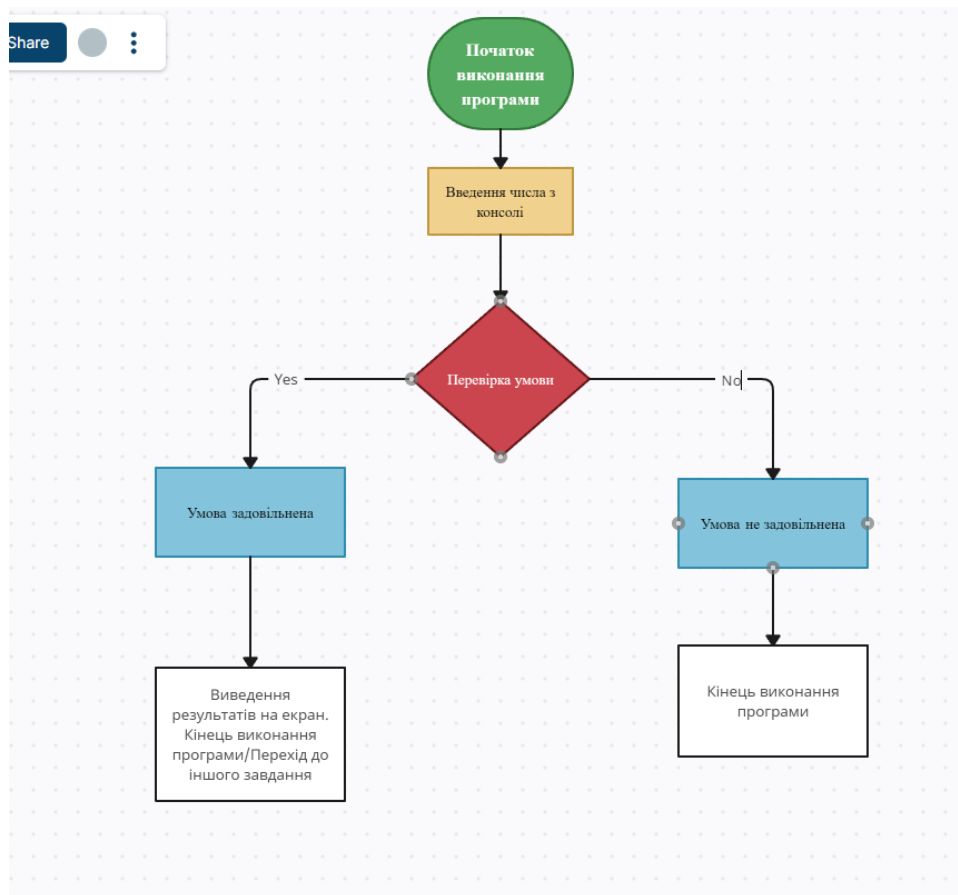 Share
Початок
виконання
програми
Введення числа з
консолі
Перевірка умови
Yes
No
Умова задовільнена
Умова не задовільнена
Виведення
результатів на екран.
Кінець виконання
програми/Перехід до
іншого завдання
Кінець виконання
програми